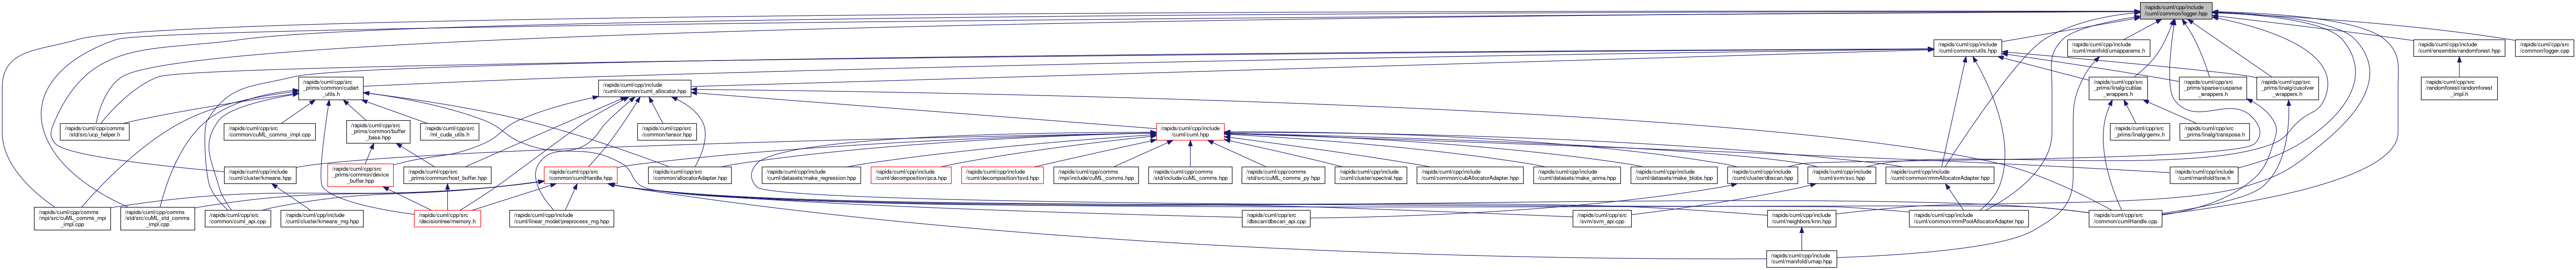 /rapids/cuml/cpp/include
/cuml/common/logger.hpp
/rapids/cuml/cpp/include
/cuml/common/utils.hpp
/rapids/cuml/cpp/include
/cuml/manifold/umapparams.h
/rapids/cuml/cpp/include
/cuml/ensemble/randomforest.hpp
/rapids/cuml/cpp/src
/common/logger.cpp
/rapids/cuml/cpp/src
_prims/common/cudart
_utils.h
/rapids/cuml/cpp/include
/cuml/common/cuml_allocator.hpp
/rapids/cuml/cpp/src
_prims/linalg/cublas
_wrappers.h
/rapids/cuml/cpp/src
_prims/sparse/cusparse
_wrappers.h
/rapids/cuml/cpp/src
_prims/linalg/cusolver
_wrappers.h
/rapids/cuml/cpp/src
/randomforest/randomforest
_impl.h
/rapids/cuml/cpp/comms
/std/src/ucp_helper.h
/rapids/cuml/cpp/src
/common/cuML_comms_impl.cpp
/rapids/cuml/cpp/src
_prims/common/buffer
_base.hpp
/rapids/cuml/cpp/src
/ml_cuda_utils.h
/rapids/cuml/cpp/src
/common/tensor.hpp
/rapids/cuml/cpp/include
/cuml/cuml.hpp
/rapids/cuml/cpp/src
_prims/linalg/gemv.h
/rapids/cuml/cpp/src
_prims/linalg/transpose.h
/rapids/cuml/cpp/include
/cuml/cluster/kmeans.hpp
/rapids/cuml/cpp/src
_prims/common/device
_buffer.hpp
/rapids/cuml/cpp/src
_prims/common/host_buffer.hpp
/rapids/cuml/cpp/src
/common/cumlHandle.hpp
/rapids/cuml/cpp/src
/common/allocatorAdapter.hpp
/rapids/cuml/cpp/include
/cuml/datasets/make_regression.hpp
/rapids/cuml/cpp/include
/cuml/decomposition/pca.hpp
/rapids/cuml/cpp/include
/cuml/decomposition/tsvd.hpp
/rapids/cuml/cpp/comms
/mpi/include/cuML_comms.hpp
/rapids/cuml/cpp/comms
/std/include/cuML_comms.hpp
/rapids/cuml/cpp/comms
/std/src/cuML_comms_py.hpp
/rapids/cuml/cpp/include
/cuml/cluster/spectral.hpp
/rapids/cuml/cpp/include
/cuml/common/cubAllocatorAdapter.hpp
/rapids/cuml/cpp/include
/cuml/datasets/make_arima.hpp
/rapids/cuml/cpp/include
/cuml/datasets/make_blobs.hpp
/rapids/cuml/cpp/include
/cuml/cluster/dbscan.hpp
/rapids/cuml/cpp/include
/cuml/svm/svc.hpp
/rapids/cuml/cpp/include
/cuml/common/rmmAllocatorAdapter.hpp
/rapids/cuml/cpp/include
/cuml/manifold/tsne.h
/rapids/cuml/cpp/comms
/mpi/src/cuML_comms_mpi
_impl.cpp
/rapids/cuml/cpp/comms
/std/src/cuML_std_comms
_impl.cpp
/rapids/cuml/cpp/src
/common/cuml_api.cpp
/rapids/cuml/cpp/include
/cuml/cluster/kmeans_mg.hpp
/rapids/cuml/cpp/src
/decisiontree/memory.h
/rapids/cuml/cpp/include
/cuml/linear_model/preprocess_mg.hpp
/rapids/cuml/cpp/src
/dbscan/dbscan_api.cpp
/rapids/cuml/cpp/src
/svm/svm_api.cpp
/rapids/cuml/cpp/include
/cuml/neighbors/knn.hpp
/rapids/cuml/cpp/include
/cuml/common/rmmPoolAllocatorAdapter.hpp
/rapids/cuml/cpp/src
/common/cumlHandle.cpp
/rapids/cuml/cpp/include
/cuml/manifold/umap.hpp